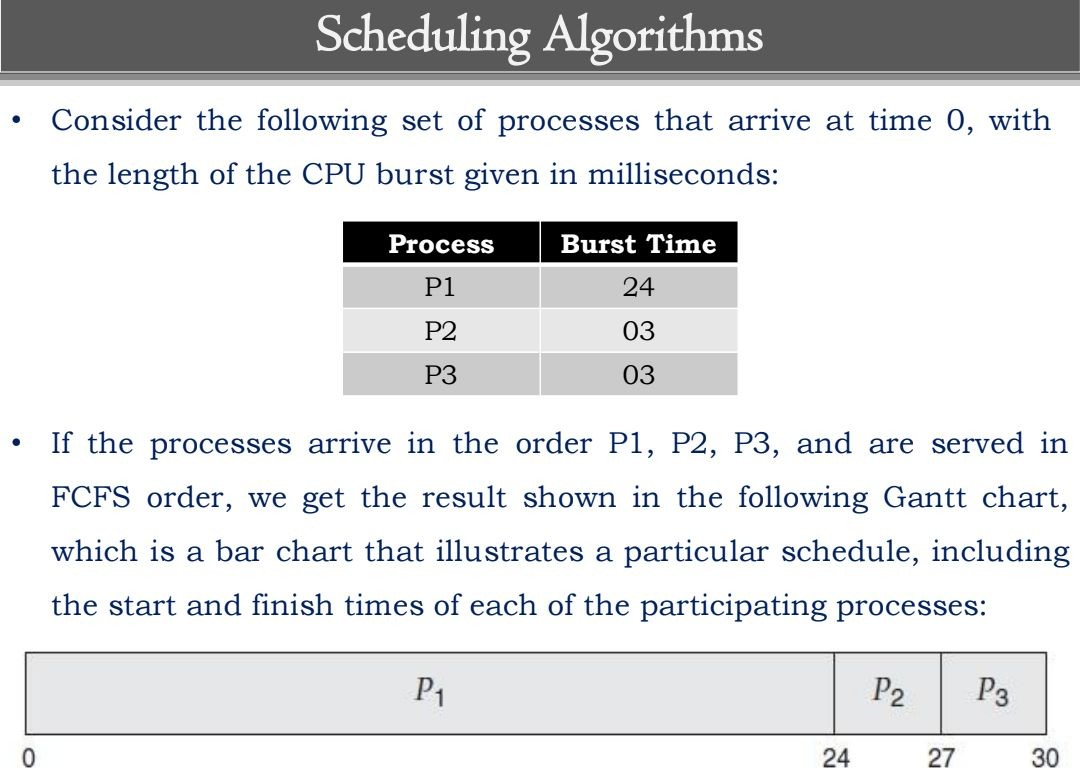 Scheduling Algorithms
• Consider the following set of processes that arrive at time 0, with
the length of the CPU burst given in milliseconds:
Process Burst Time
P1 24
P2 03
P3 03
• If the processes arrive in the order P1, P2, P3, and are served in
FCFS order, we get the result shown in the following Gantt chart,
which is a bar chart that illustrates a particular schedule, including
the start and finish times of each of the participating processes:
P1 P2 P3
0 24 27 30